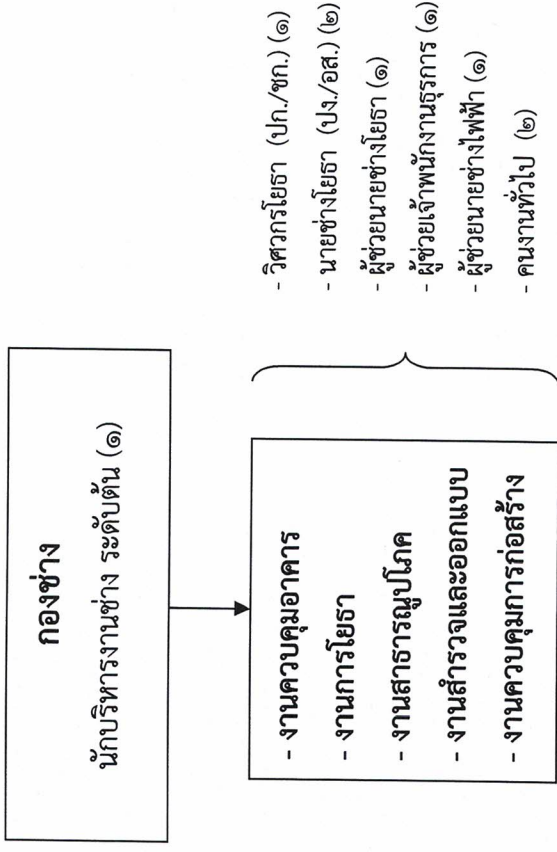 กองช่าง
นักบริหารงานช่าง ระดับต้น (๑)
- งานควบคุมอาคาร
- งานการโยธา
- งานสาธารณูปโภค
- งานสำรวจและออกแบบ
- งานควบคุมการก่อสร้าง
- วิศวกรโยธา (ปก./ชก.) (๑)
- นายช่างโยธา (ปง./อส.) (๒)
- ผู้ช่วยนายช่างโยธา (๑)
- ผู้ช่วยเจ้าพนักงานธุรการ (๑)
- ผู้ช่วยนายช่างไฟฟ้า (๑)
- คนงานทั่วไป (๒)